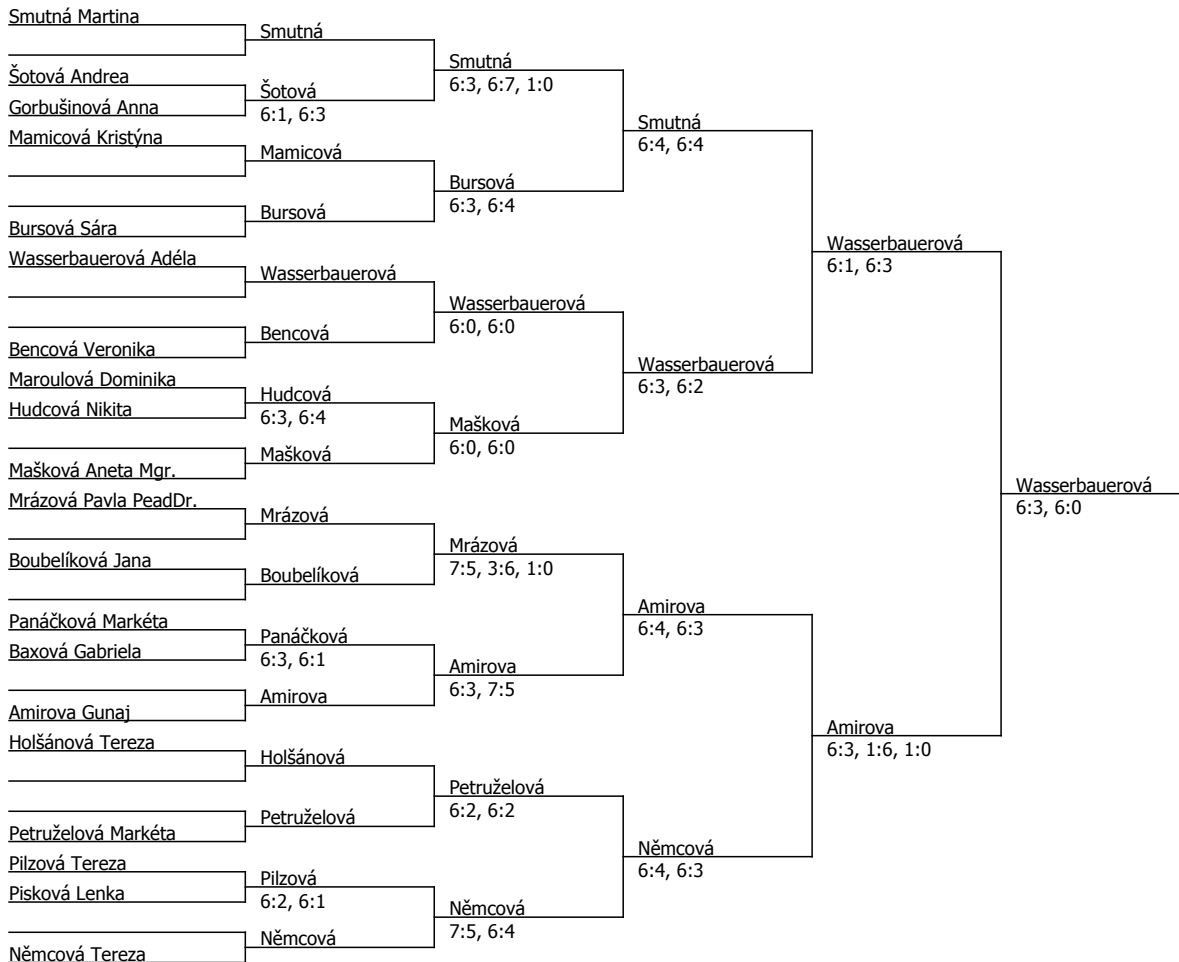 Smutná Martina
Šotová Andrea
Gorbušinová Anna
Mamicová Kristýna
Bursová Sára
Wasserbauerová Adéla
Bencová Veronika
Maroulová Dominika
Hudcová Nikita
Mašková Aneta Mgr.
Mrázová Pavla PeadDr.
Boubelíková Jana
Panáčková Markéta
Baxová Gabriela
Amirova Gunaj
Holšánová Tereza
Petruželová Markéta
Pilzová Tereza
Pisková Lenka
Němcová Tereza
Smutná
Šotová
6:1, 6:3
Mamicová
Bursová
Wasserbauerová
Bencová
Hudcová
6:3, 6:4
Mašková
Mrázová
Boubelíková
Panáčková
6:3, 6:1
Amirova
Holšánová
Petruželová
Pilzová
6:2, 6:1
Němcová
Smutná
6:3, 6:7, 1:0
Bursová
6:3, 6:4
Wasserbauerová
6:0, 6:0
Mašková
6:0, 6:0
Mrázová
7:5, 3:6, 1:0
Amirova
6:3, 7:5
Petruželová
6:2, 6:2
Němcová
7:5, 6:4
Smutná
6:4, 6:4
Wasserbauerová
6:3, 6:2
Amirova
6:4, 6:3
Němcová
6:4, 6:3
Wasserbauerová
6:1, 6:3
Amirova
6:3, 1:6, 1:0
Wasserbauerová
6:3, 6:0